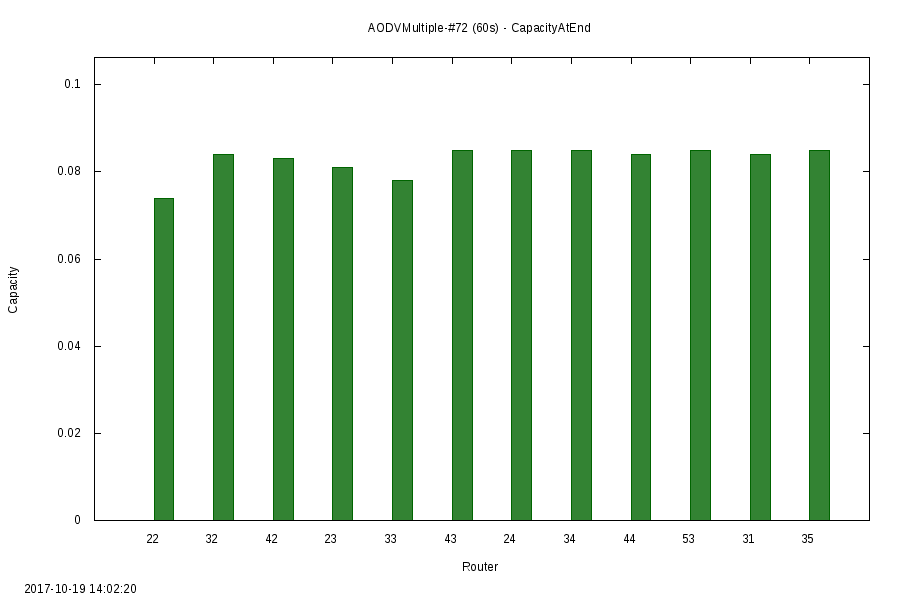 AODVMultiple-#72 (60s) - CapacityAtEnd
0.1
0.08
0.06
0.04
0.02
0
Capacity
22 32 42 23 33 43 24 34 44 53 31 35
Router
2017-10-19 14:02:20